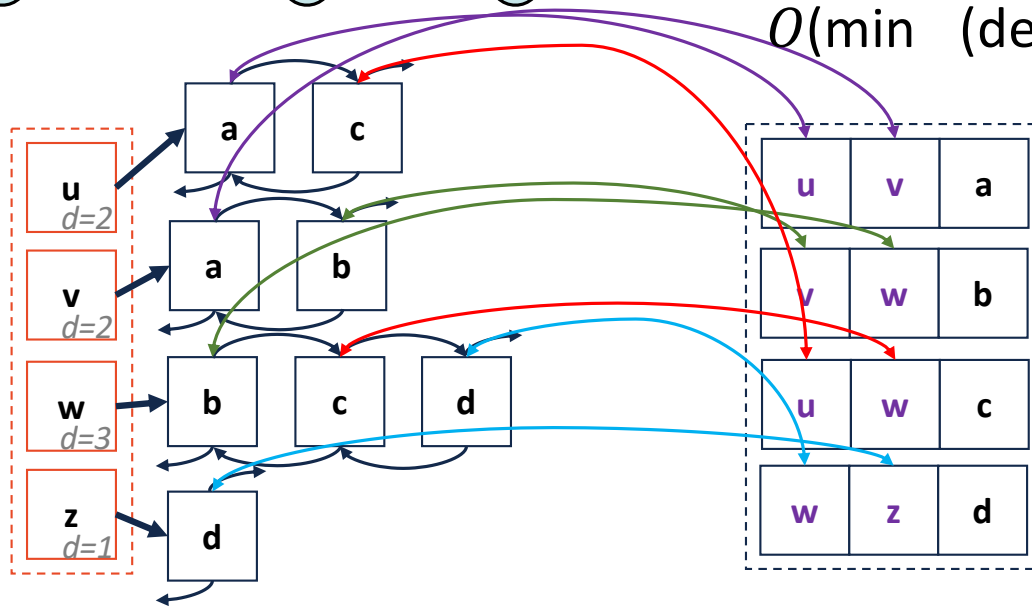 O(min (de
a c
u v a
u
d=2
a b
v w b
v
d=2
b c d
u w c
w
d=3
d
w z d
z
d=1